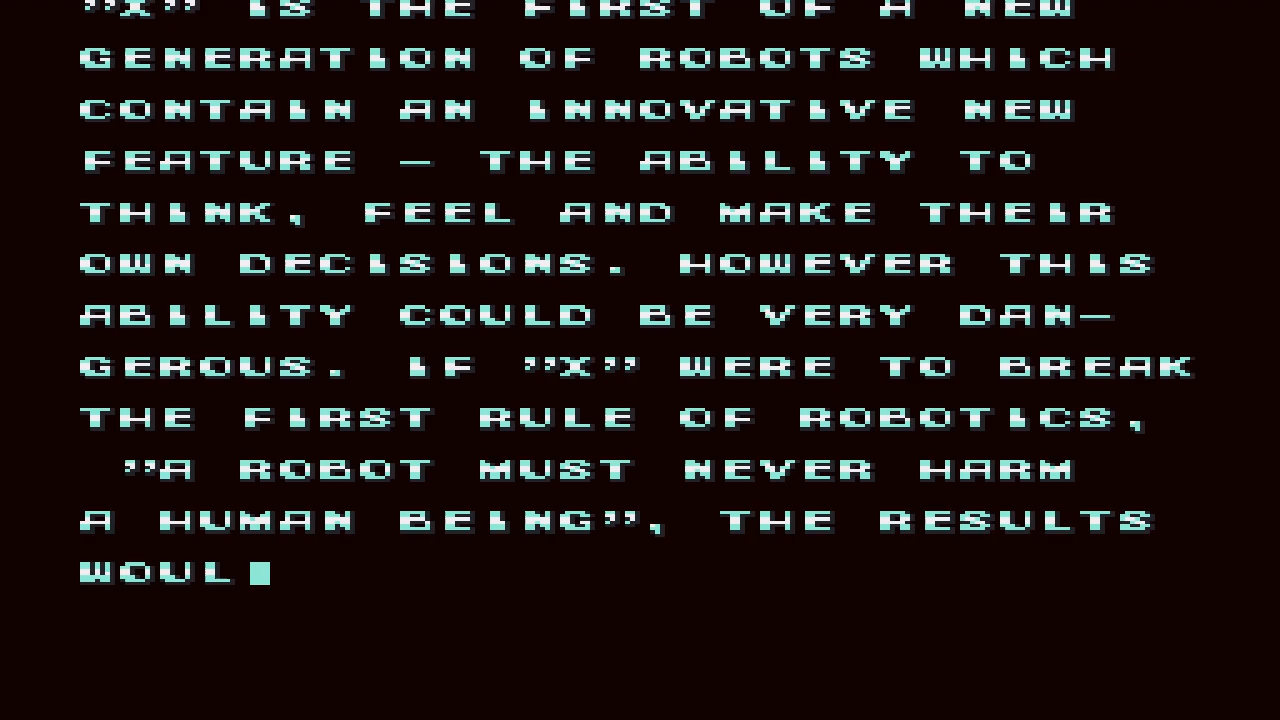 "X" IS THE FIRST OF A NEW
GENERATION OF ROBOTS WHICH
CONTAIN AN INNOVATIVE NEW
FEATURE – THE ABILITY TO
THINK, FEEL AND MAKE THEIR
OWN DECISIONS. HOWEVER THIS
ABILITY COULD BE VERY DAN–
GEROUS. IF "X" WERE TO BREAK
THE FIRST RULE OF ROBOTICS,
"A ROBOT MUST NEVER HARM
A HUMAN BEING", THE RESULTS
WOUL